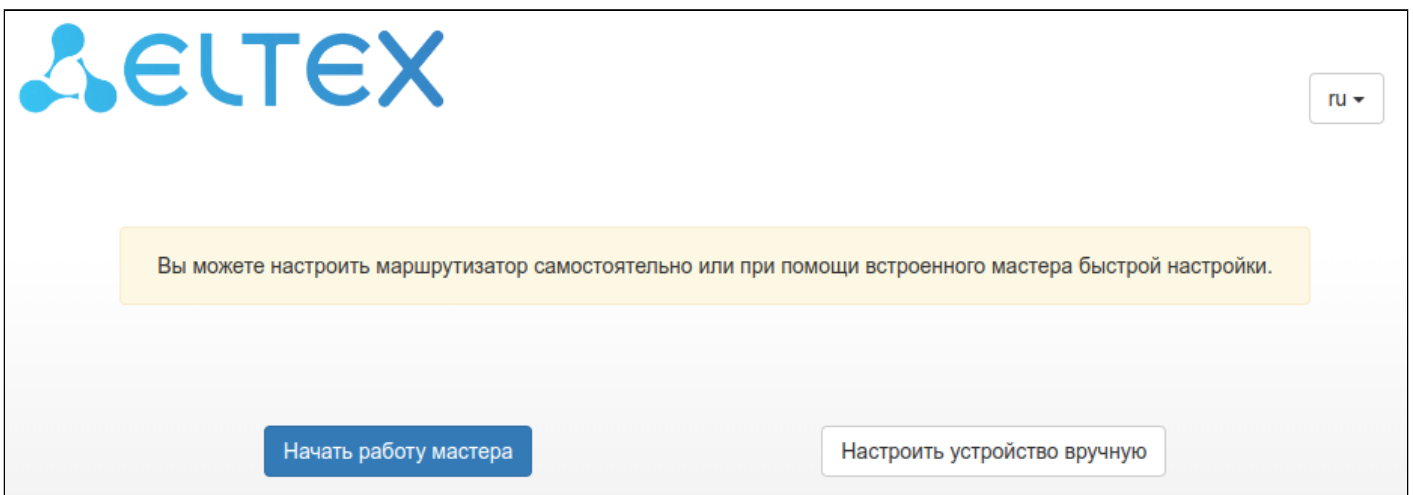 ELTEX
ru
Вы можете настроить маршрутизатор самостоятельно или при помощи встроенного мастера быстрой настройки.
Начать работу мастера
Настроить устройство вручную